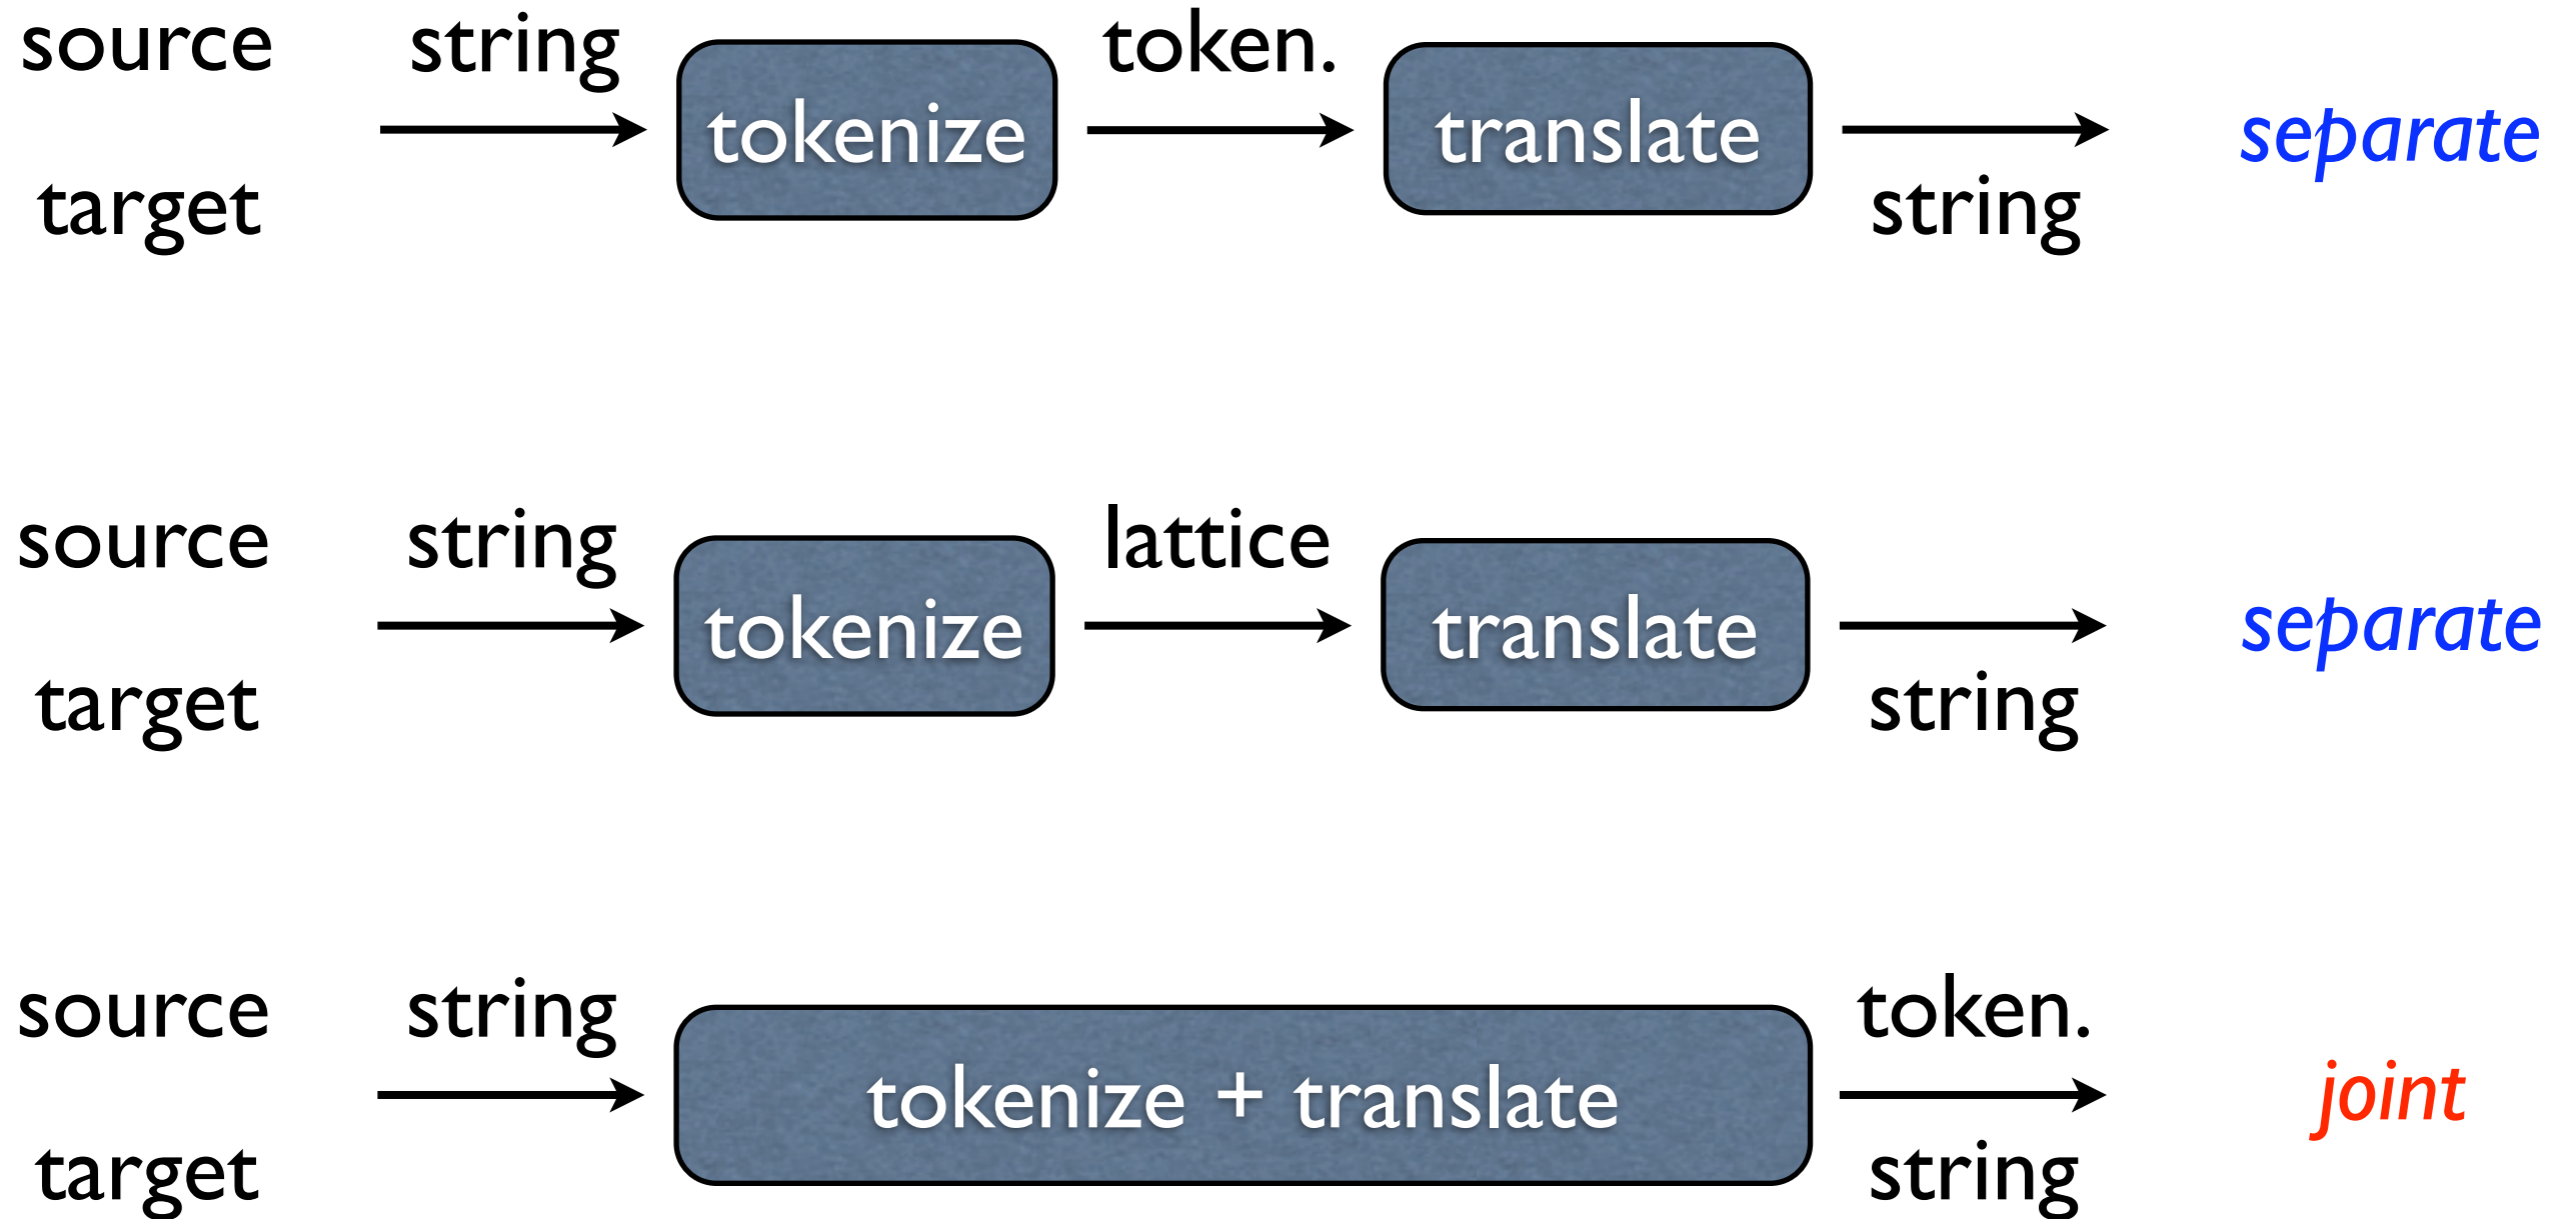 source string token.
tokenize translate separate
target string
source string lattice
tokenize translate separate
target string
source string token.
tokenize + translate joint
target string